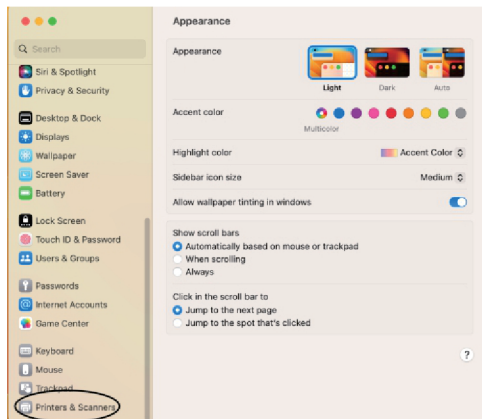 Appearance
Search
Siri & Spotlight
Privacy & Security
Desktop & Dock
Displays
Wallpaper
Screen Saver
Battery
Lock Screen
Touch ID & Password
Users & Groups
Passwords
Internet Accounts
Game Center
Keyboard
Mouse
Trackpad
Printers & Scanners
Appearance
Light
Dark
Auto
Accent color
Multicolor
Highlight color
Accent Color
Sidebar icon size
Medium
Allow wallpaper tinting in windows
Show scroll bars
Automatically based on mouse or trackpad
When scrolling
Always
Click in the scroll bar to
Jump to the next page
Jump to the spot that's clicked
?